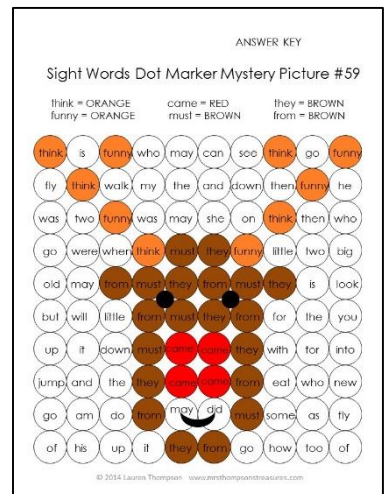 ANSWER KEY
Sight Words Dot Marker Mystery Picture #59
think = ORANGE came = RED they = BROWN
funny = ORANGE must = BROWN from = BROWN
think is funny who may can see think go funny
fly think walk my the and down then funny he
was two funny was may she on think then who
go were when think must they funny little two big
old may from must they from must they is look
but will little from must they from for the you
up it down must came came they with for into
jump and the they came came from eat who new
go am do from may did must some as fly
of his up it they from go how too of
© 2014 Lauren Thompson www.mrsthompsonstreasures.com